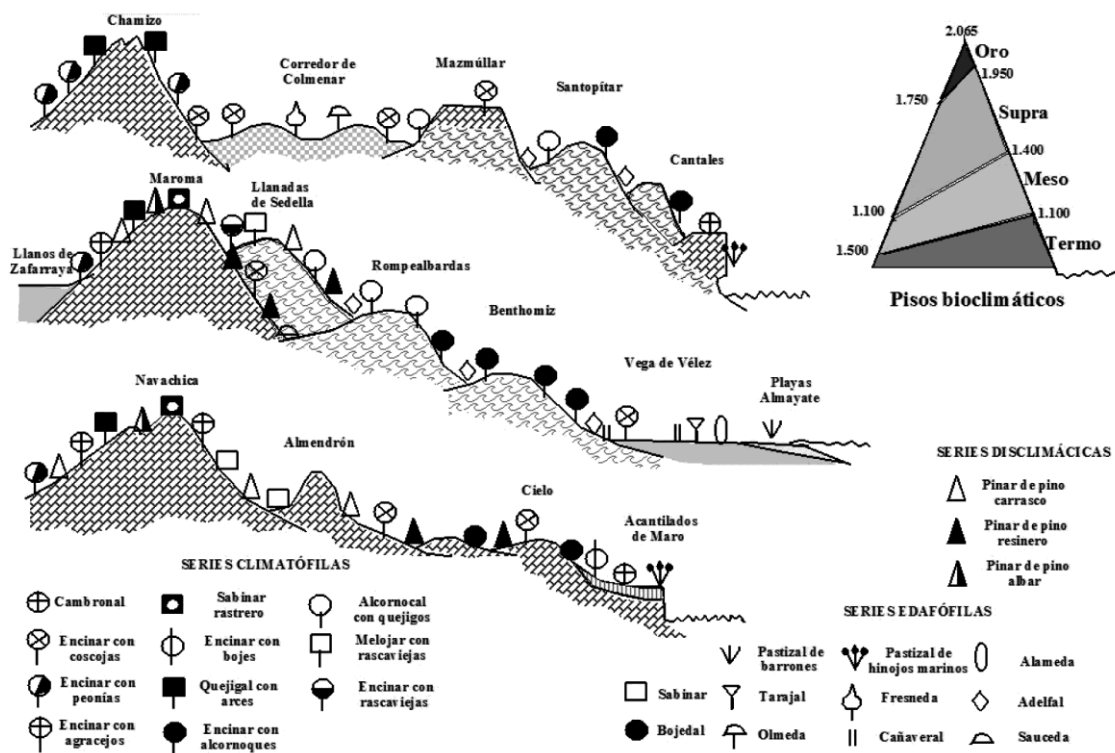 Chamizo
Corredor de
Colmenar
Mazmúllar
Santopítar
Cantales
2.065
Oro
1.950
1.750
Supra
1.400
Meso
1.100
1.100
1.500
Termo
Pisos bioclimáticos
Maroma
Llanadas
de Sedella
Llanos de
Zafarraya
Rompealbardas
Benthomiz
Vega de Vélez
Playas
Almayate
Navachica
Almendrón
Cielo
Acantilados
de Maro
SERIES DISCLIMÁCICAS
Pinar de pino
carrasco
Pinar de pino
resinero
Pinar de pino
albar
SERIES CLIMATÓFILAS
Cambronal
Sabinar
rastrero
Alcornocal
con quejigos
Encinar con
coscojas
Encinar con
bojes
Melojar con
rascaviejas
Encinar con
peonías
Quejigal con
arces
Encinar con
rascaviejas
Encinar con
agracejos
Encinar con
alcornoques
SERIES EDAFÓFILAS
Pastizal de
barrones
Pastizal de
hinojos marinos
Alameda
Sabinar
Tarajal
Fresneda
Adelfal
Bojedal
Olmeda
Cañaveral
Sauceda